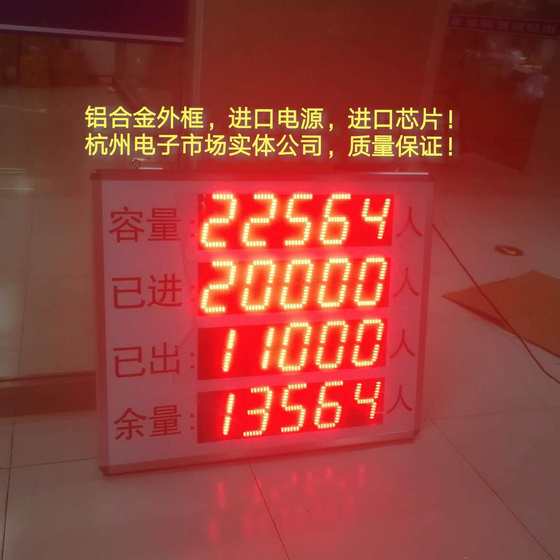 铝合金外框，进口电源，进口芯片！
杭州电子市场实体公司，质量保证！
容量：22564人
已进：20000人
已出：11000人
余量：13564人